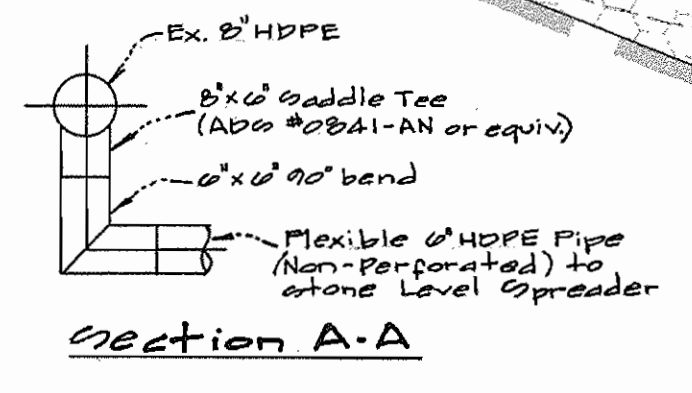 Ex. 8" HDPE
8"x6" Saddle Tee
(ADS #0841-AN or equiv.)
6"x6" 90° bend
Flexible 6" HDPE Pipe
(Non-Perforated) to
stone Level Spreader
Section A-A